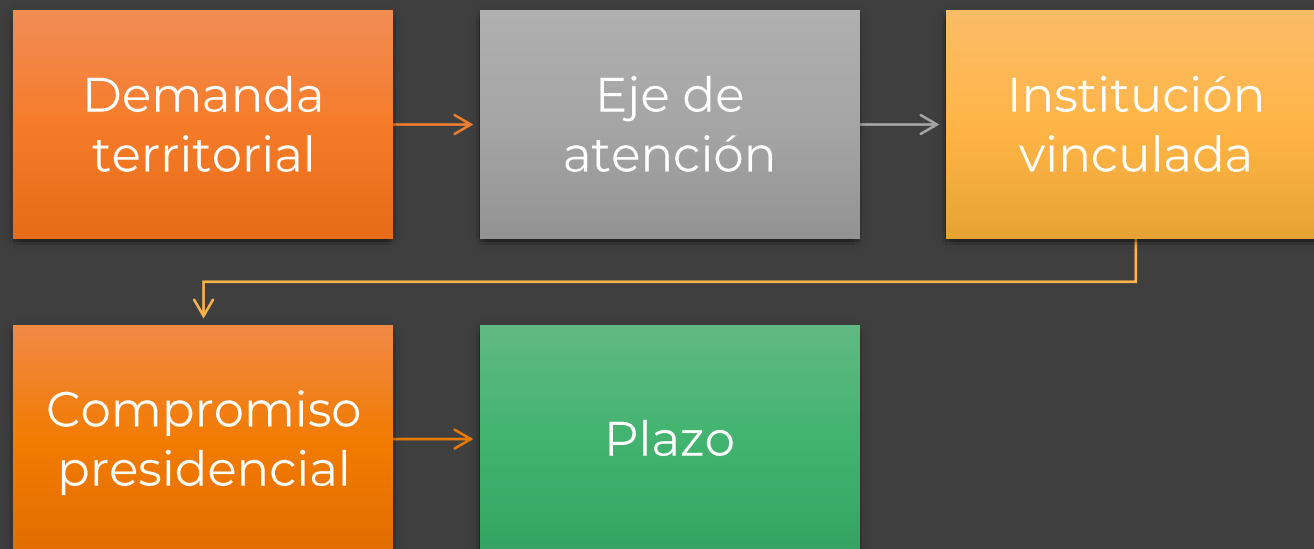 Demanda
territorial
Eje de
atención
Institución
vinculada
Compromiso
presidencial
Plazo